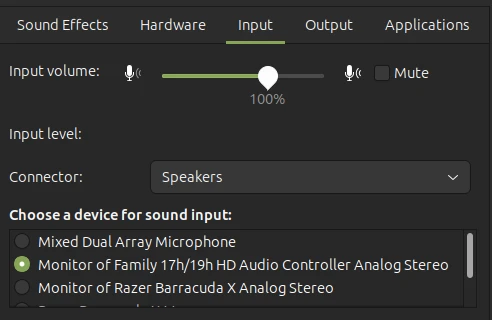 Sound Effects Hardware Input Output Applications
Input volume: Mute
100%
Input level:
Connector: Speakers
Choose a device for sound input:
Mixed Dual Array Microphone
Monitor of Family 17h/19h HD Audio Controller Analog Stereo
Monitor of Razer Barracuda X Analog Stereo